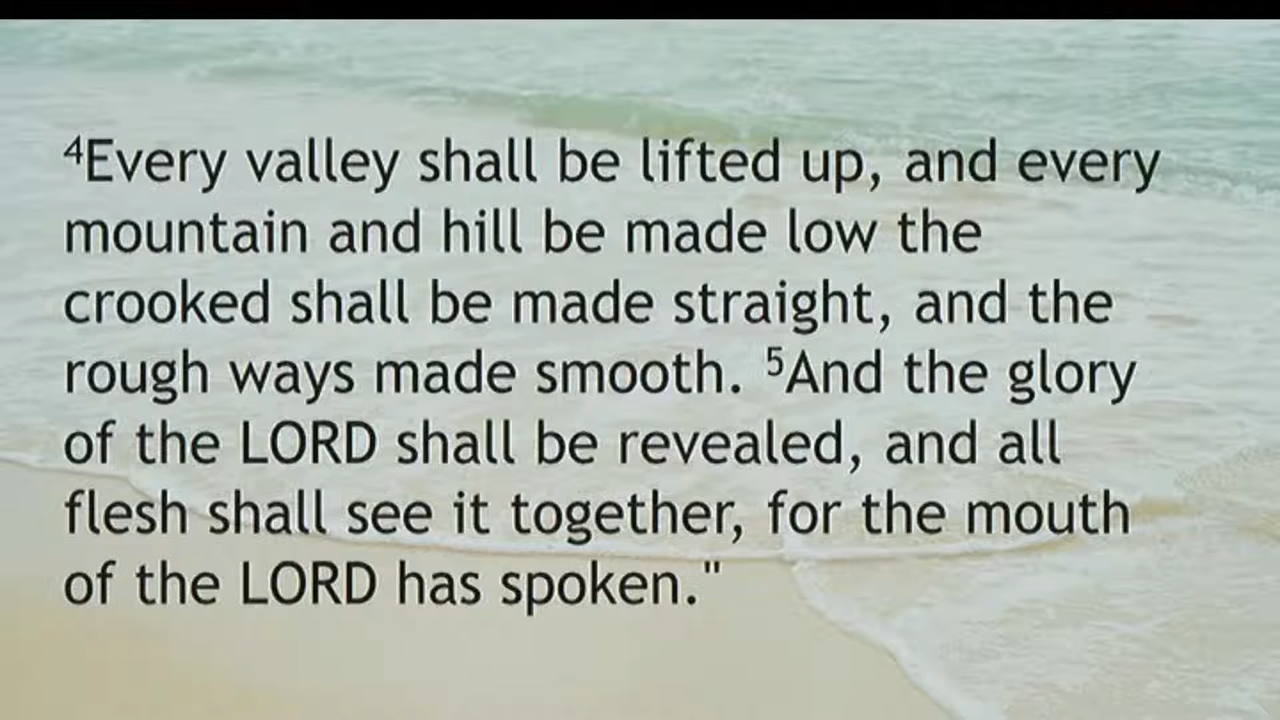 ⁴Every valley shall be lifted up, and every
mountain and hill be made low the
crooked shall be made straight, and the
rough ways made smooth. ⁵And the glory
of the LORD shall be revealed, and all
flesh shall see it together, for the mouth
of the LORD has spoken."